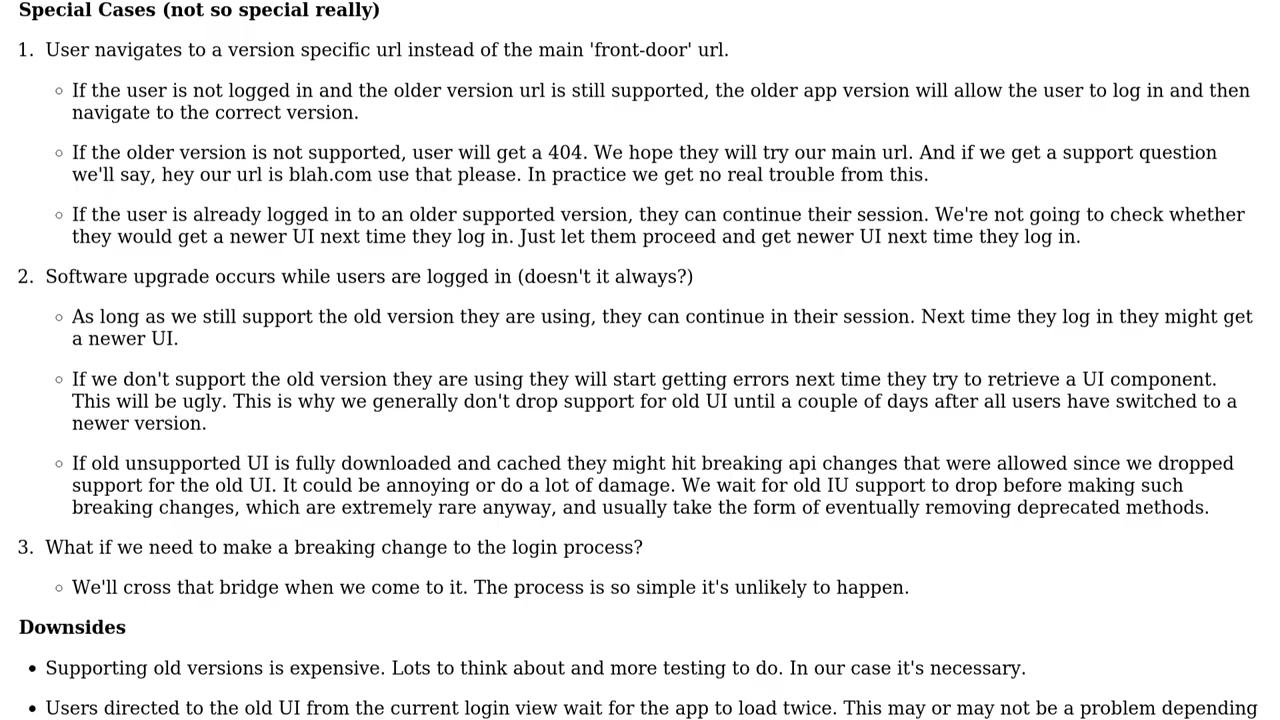 Special Cases (not so special really)
1. User navigates to a version specific url instead of the main 'front-door' url.
◦ If the user is not logged in and the older version url is still supported, the older app version will allow the user to log in and then
navigate to the correct version.
◦ If the older version is not supported, user will get a 404. We hope they will try our main url. And if we get a support question
we'll say, hey our url is blah.com use that please. In practice we get no real trouble from this.
◦ If the user is already logged in to an older supported version, they can continue their session. We're not going to check whether
they would get a newer UI next time they log in. Just let them proceed and get newer UI next time they log in.
2. Software upgrade occurs while users are logged in (doesn't it always?)
◦ As long as we still support the old version they are using, they can continue in their session. Next time they log in they might get
a newer UI.
◦ If we don't support the old version they are using they will start getting errors next time they try to retrieve a UI component.
This will be ugly. This is why we generally don't drop support for old UI until a couple of days after all users have switched to a
newer version.
◦ If old unsupported UI is fully downloaded and cached they might hit breaking api changes that were allowed since we dropped
support for the old UI. It could be annoying or do a lot of damage. We wait for old IU support to drop before making such
breaking changes, which are extremely rare anyway, and usually take the form of eventually removing deprecated methods.
3. What if we need to make a breaking change to the login process?
◦ We'll cross that bridge when we come to it. The process is so simple it's unlikely to happen.
Downsides
• Supporting old versions is expensive. Lots to think about and more testing to do. In our case it's necessary.
• Users directed to the old UI from the current login view wait for the app to load twice. This may or may not be a problem depending